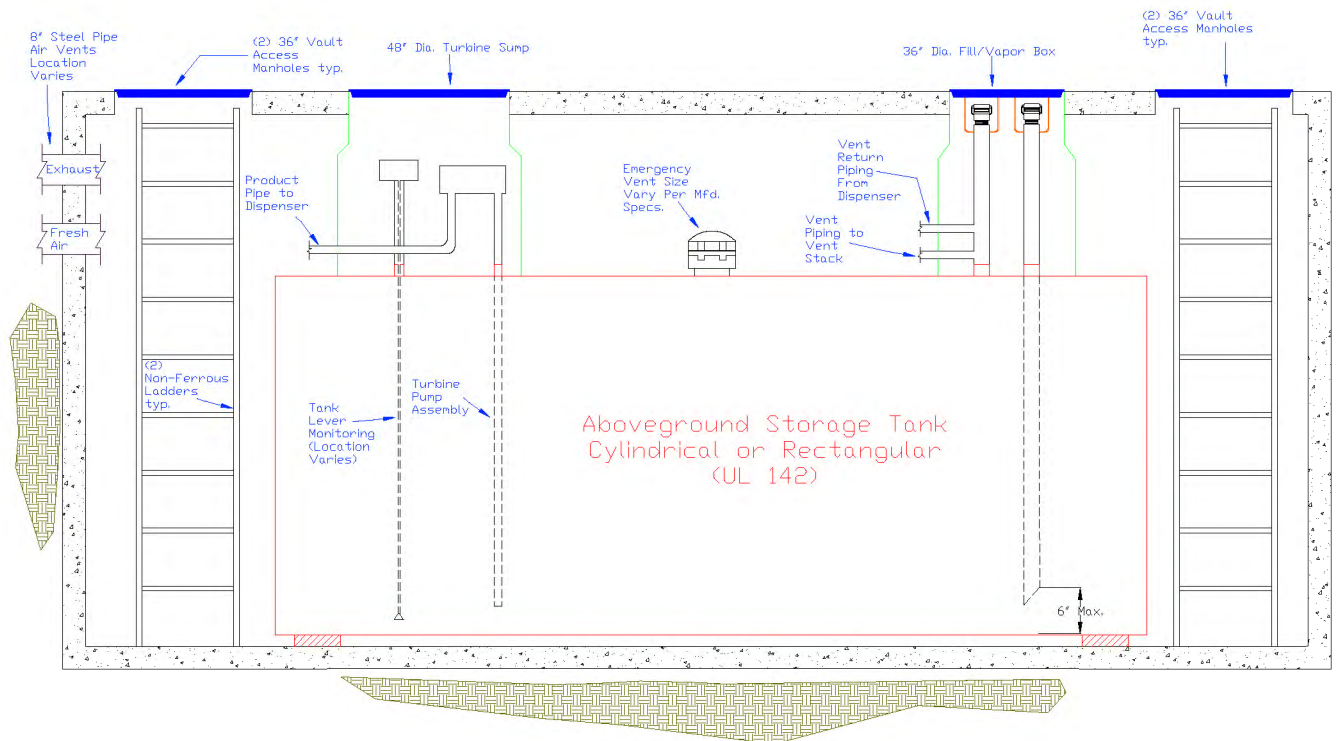 8" Steel Pipe
Air Vents
Location
Varies
(2) 36" Vault
Access
Manholes typ.
48" Dia. Turbine Sump
36" Dia. Fill/Vapor Box
(2) 36" Vault
Access Manholes
typ.
Exhaust
Fresh
Air
Product
Pipe to
Dispenser
Emergency
Vent Size
Vary Per Mfd.
Specs.
Vent
Return
Piping
From
Dispenser
Vent
Piping to
Vent
Stack
(2)
Non-Ferrous
Ladders
typ.
Tank
Lever
Monitoring
(Location
Varies)
Turbine
Pump
Assembly
Aboveground Storage Tank
Cylindrical or Rectangular
(UL 142)
6" Max.